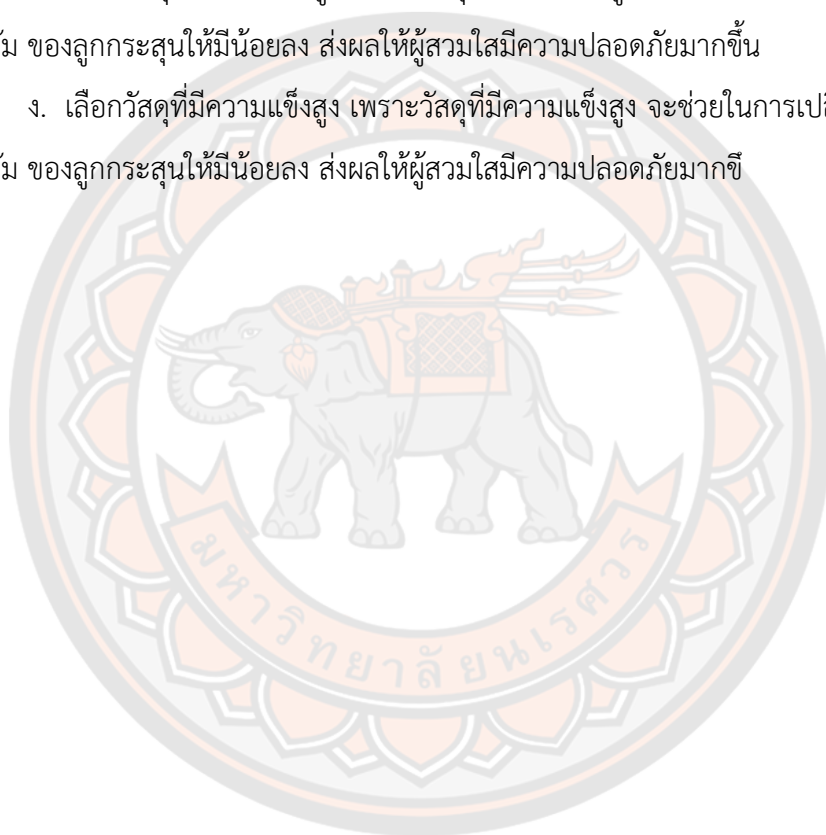 ม ของลูกกระสุนให้มีน้อยลง ส่งผลให้ผู้สวมใสมีความปลอดภัยมากขึ้น
ง. เลือกวัสดุที่มีความแข็งสูง เพราะวัสดุที่มีความแข็งสูง จะช่วยในการเปลี
ม ของลูกกระสุนให้มีน้อยลง ส่งผลให้ผู้สวมใสมีความปลอดภัยมากขึ
มหาวิทยาลัยนเรศวร